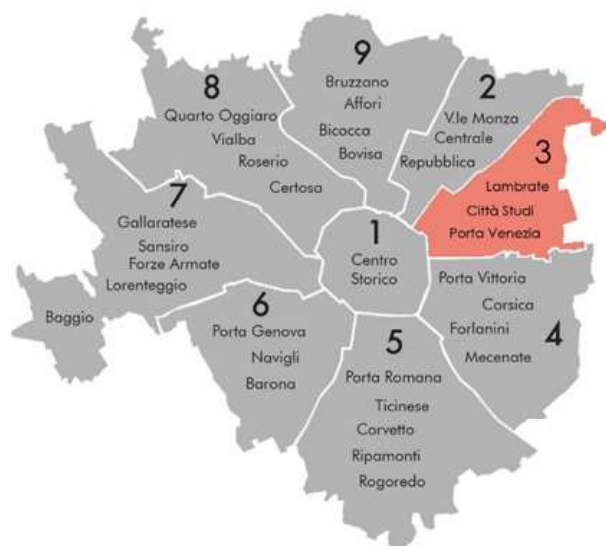 9
Bruzzano
Affori
Bicocca
Bovisa
8
Quarto Oggiaro
Vialba
Roserio
Certosa
2
V.le Monza
Centrale
Repubblica
3
Lambrate
Città Studi
Porta Venezia
7
Gallaratese
Sansiro
Forze Armate
Lorenteggio
Baggio
1
Centro
Storico
Porta Vittoria
Corsica
Forlanini
Mecenate
4
6
Porta Genova
Navigli
Barona
5
Porta Romana
Ticinese
Corvetto
Ripamonti
Rogoredo